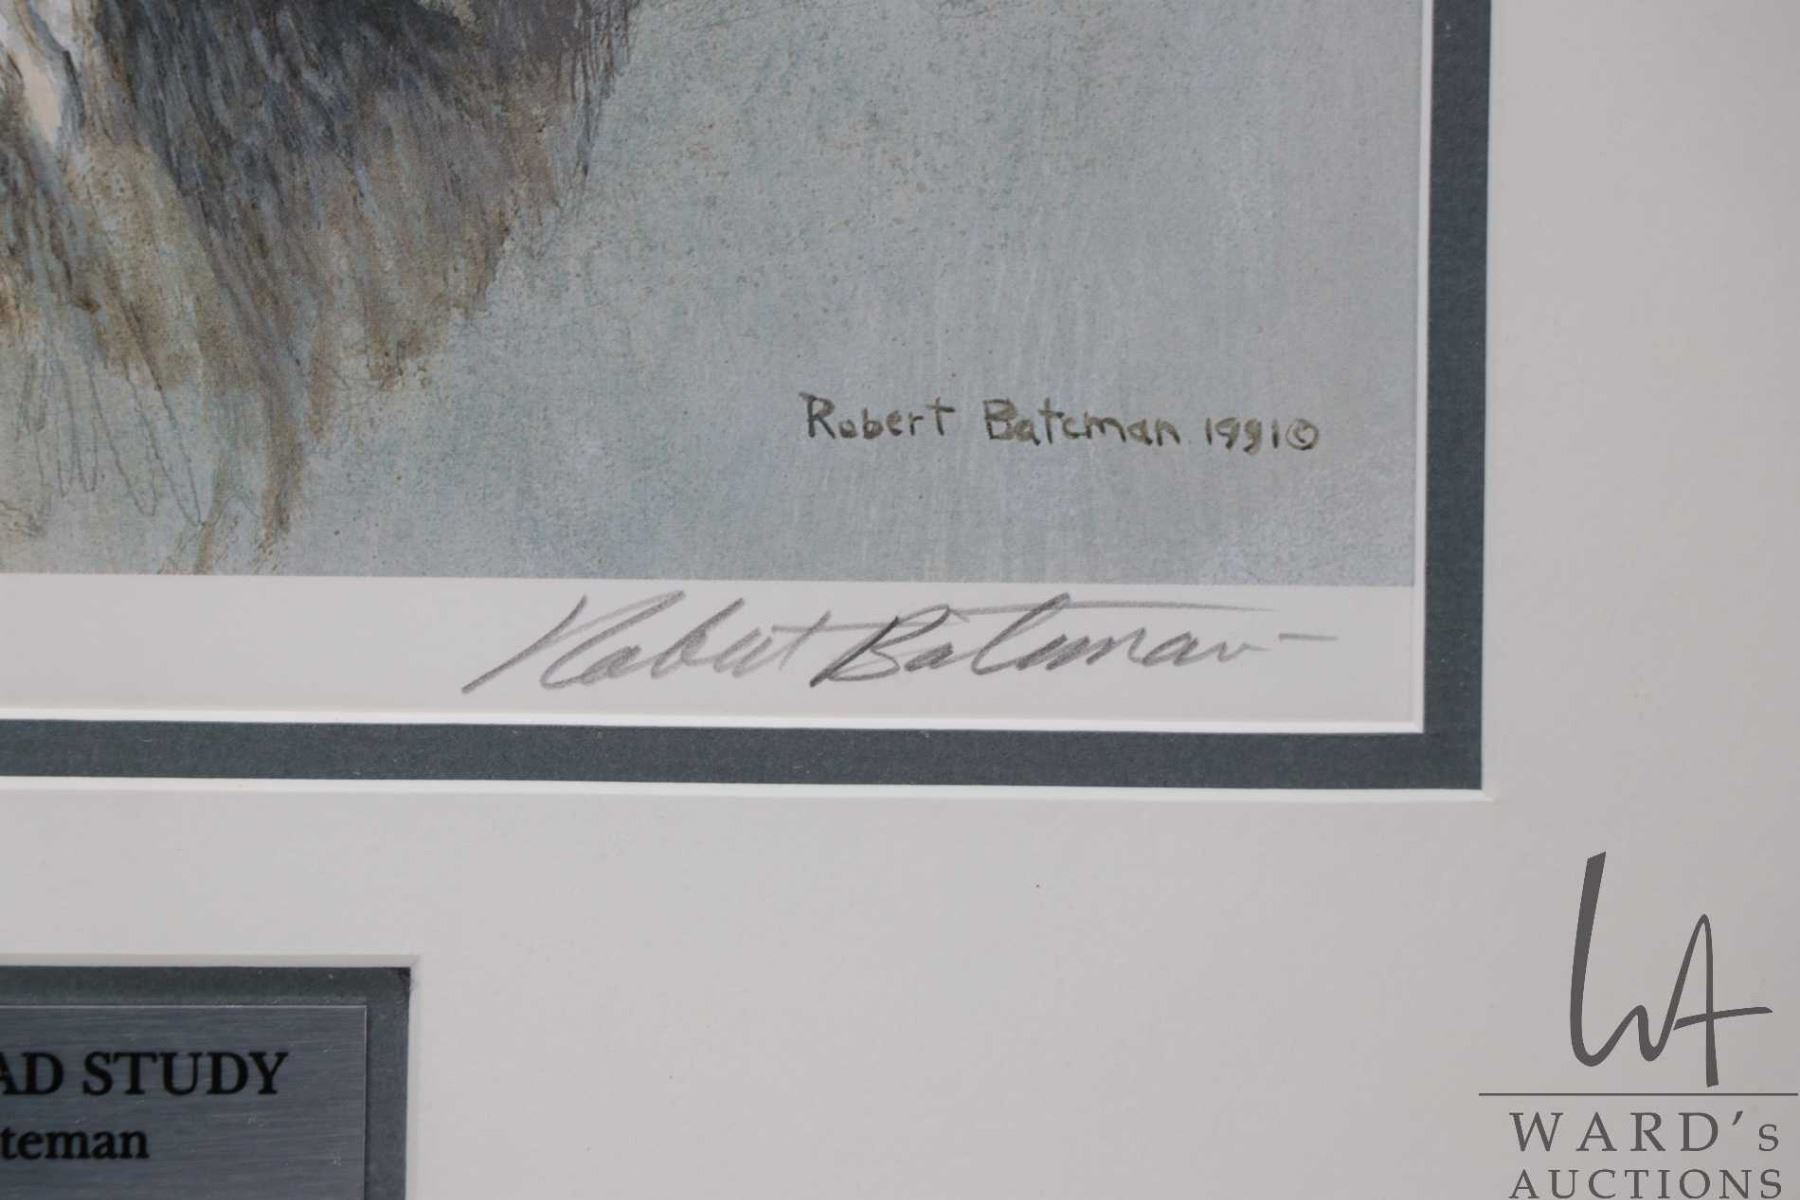 Robert Bateman 1991©
Robert Bateman
AD STUDY
teman
WARD's
AUCTIONS